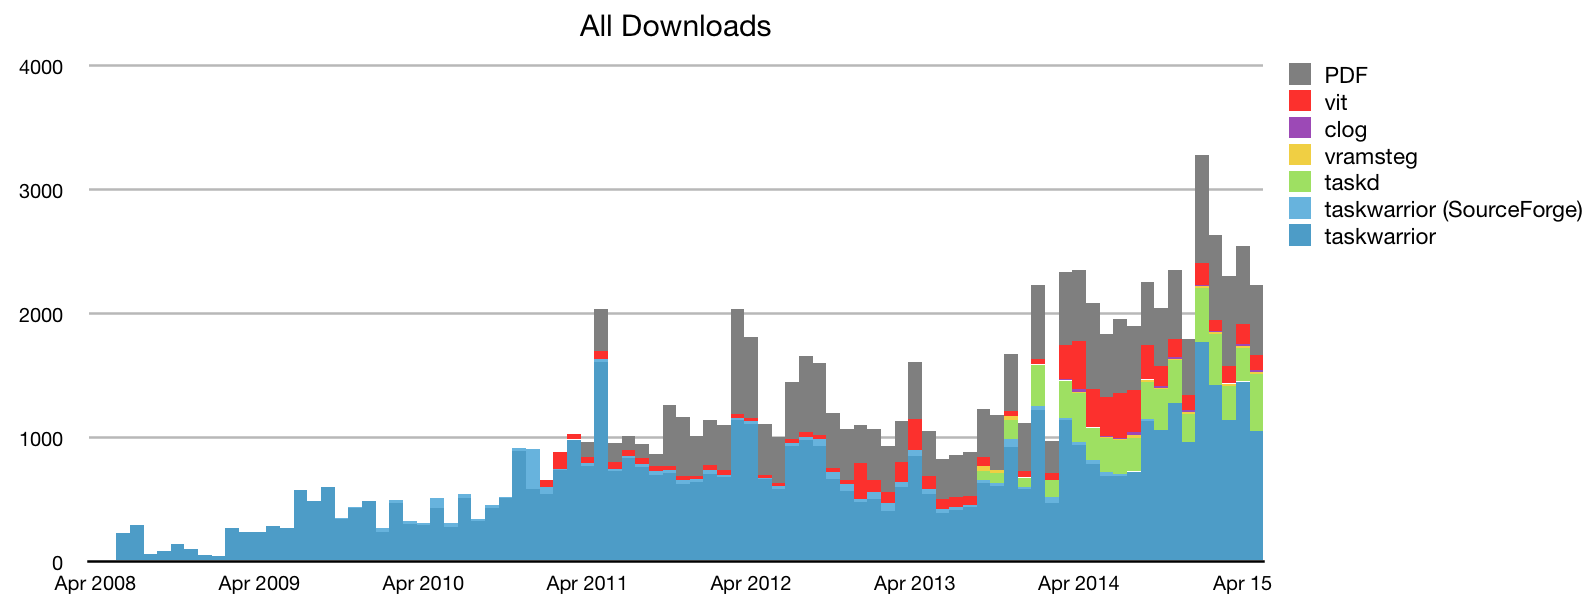 All Downloads
4000
3000
2000
1000
0
Apr 2008 Apr 2009 Apr 2010 Apr 2011 Apr 2012 Apr 2013 Apr 2014 Apr 15
PDF
vit
clog
vramsteg
taskd
taskwarrior (SourceForge)
taskwarrior